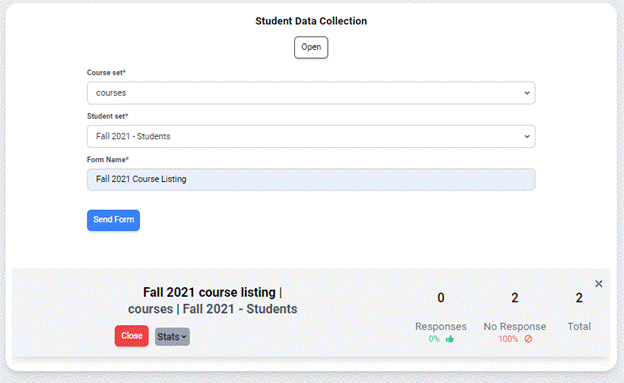 Student Data Collection
Open
Course set*
courses
Student set*
Fall 2021 - Students
Form Name*
Fall 2021 Course Listing
Send Form
Fall 2021 course listing |
courses | Fall 2021 - Students
Close
Stats
0
Responses
0%
2
No Response
100%
2
Total